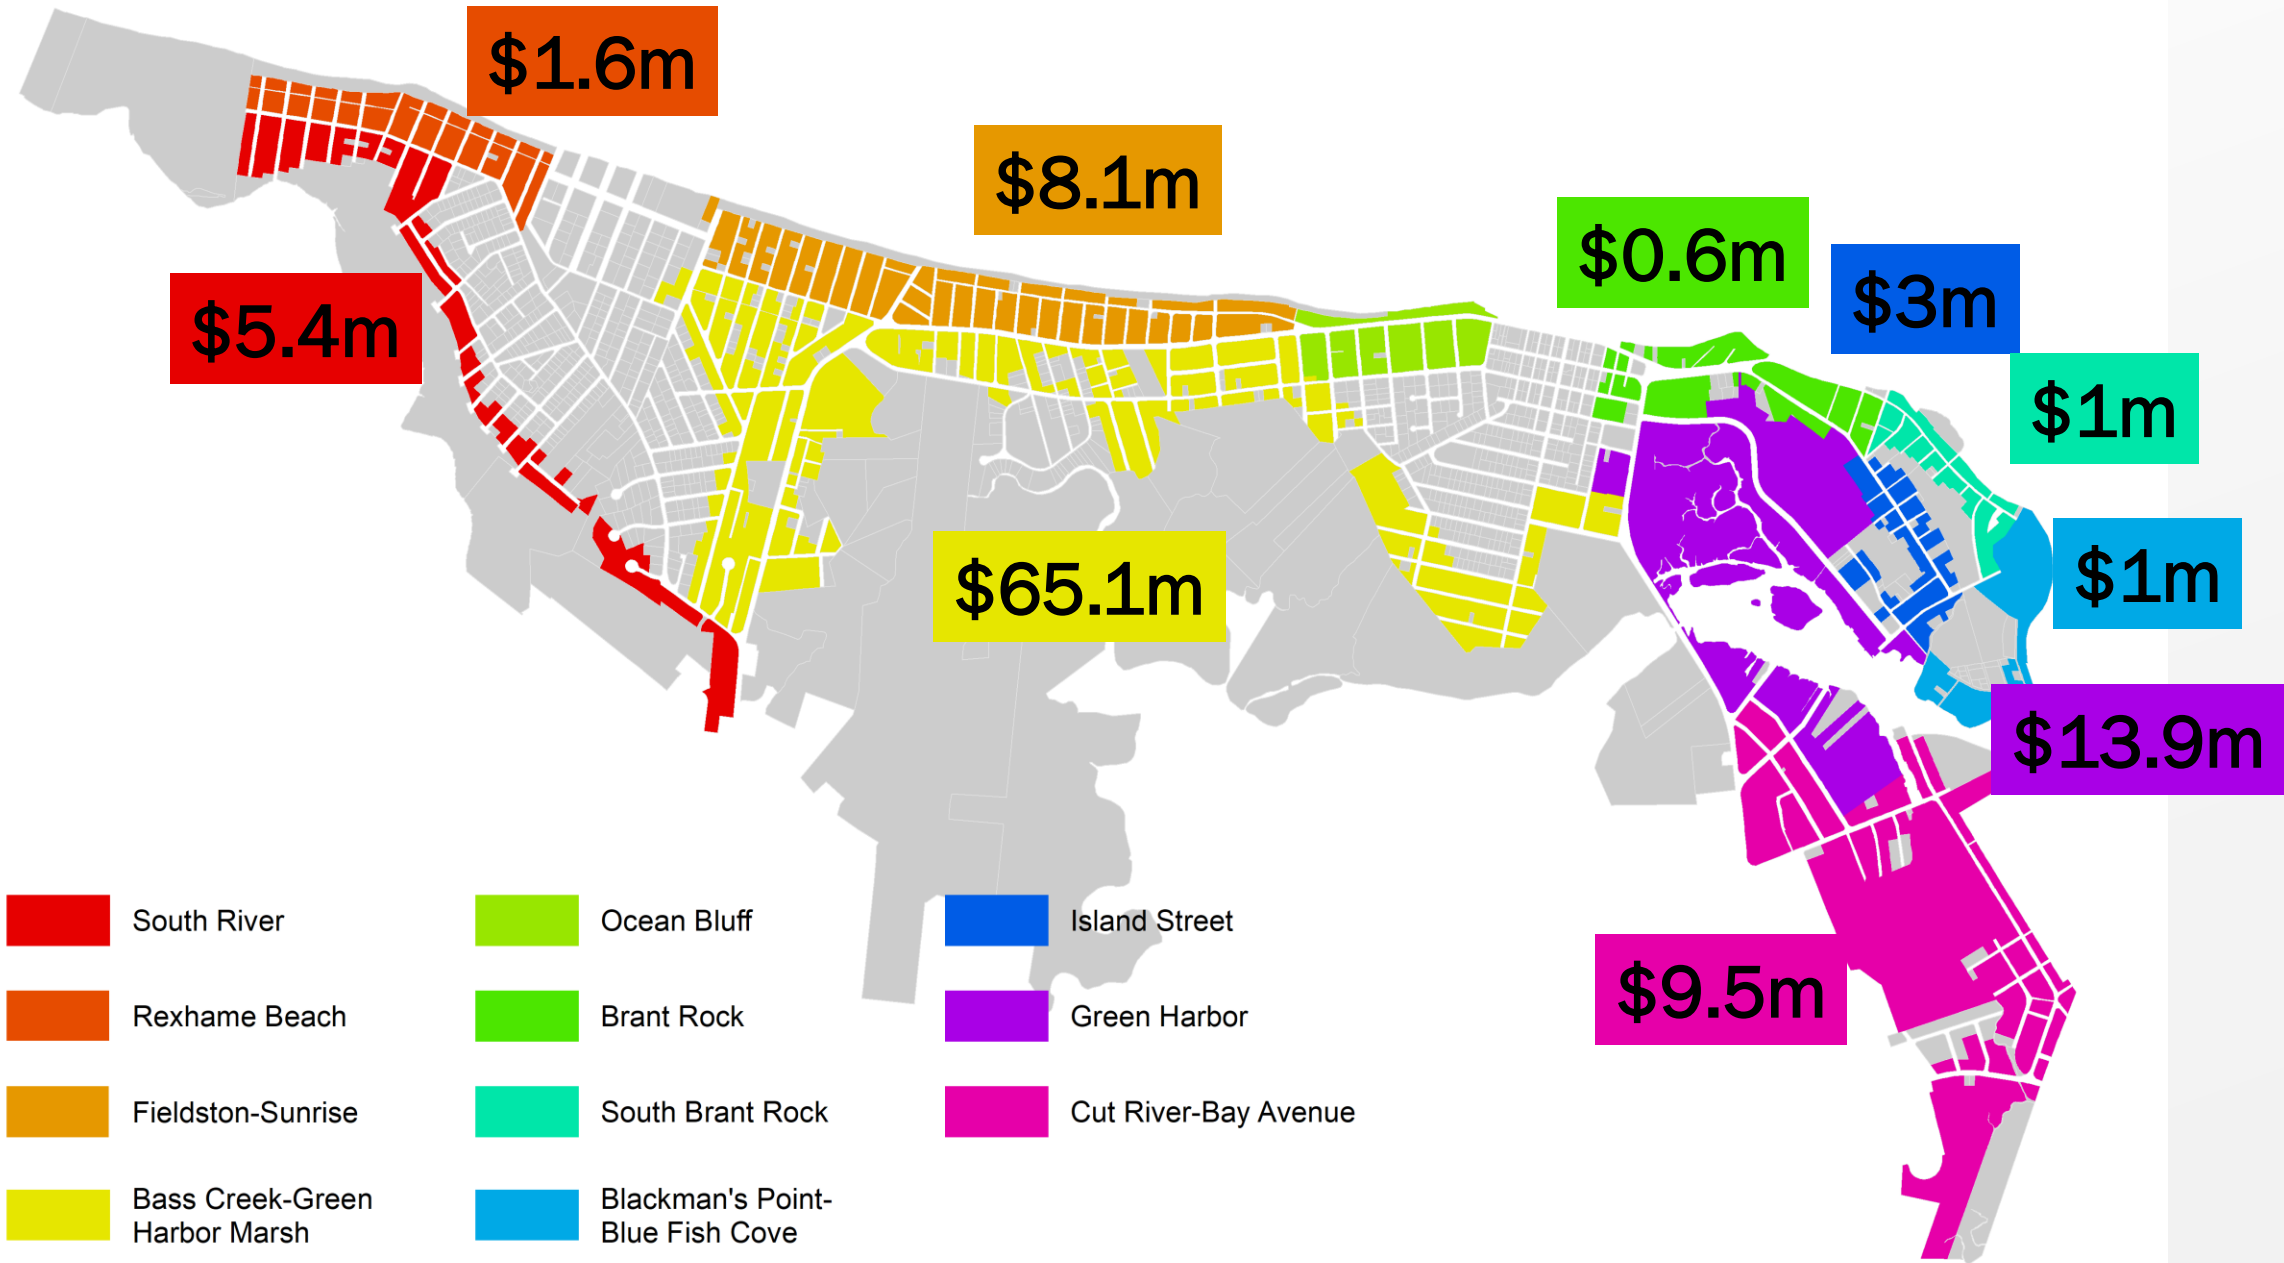 $1.6m
$8.1m
$0.6m
$3m
$5.4m
$1m
$65.1m
$1m
$13.9m
$9.5m
South River
Rexhame Beach
Fieldston-Sunrise
Bass Creek-Green
Harbor Marsh
Ocean Bluff
Brant Rock
South Brant Rock
Blackman's Point-
Blue Fish Cove
Island Street
Green Harbor
Cut River-Bay Avenue